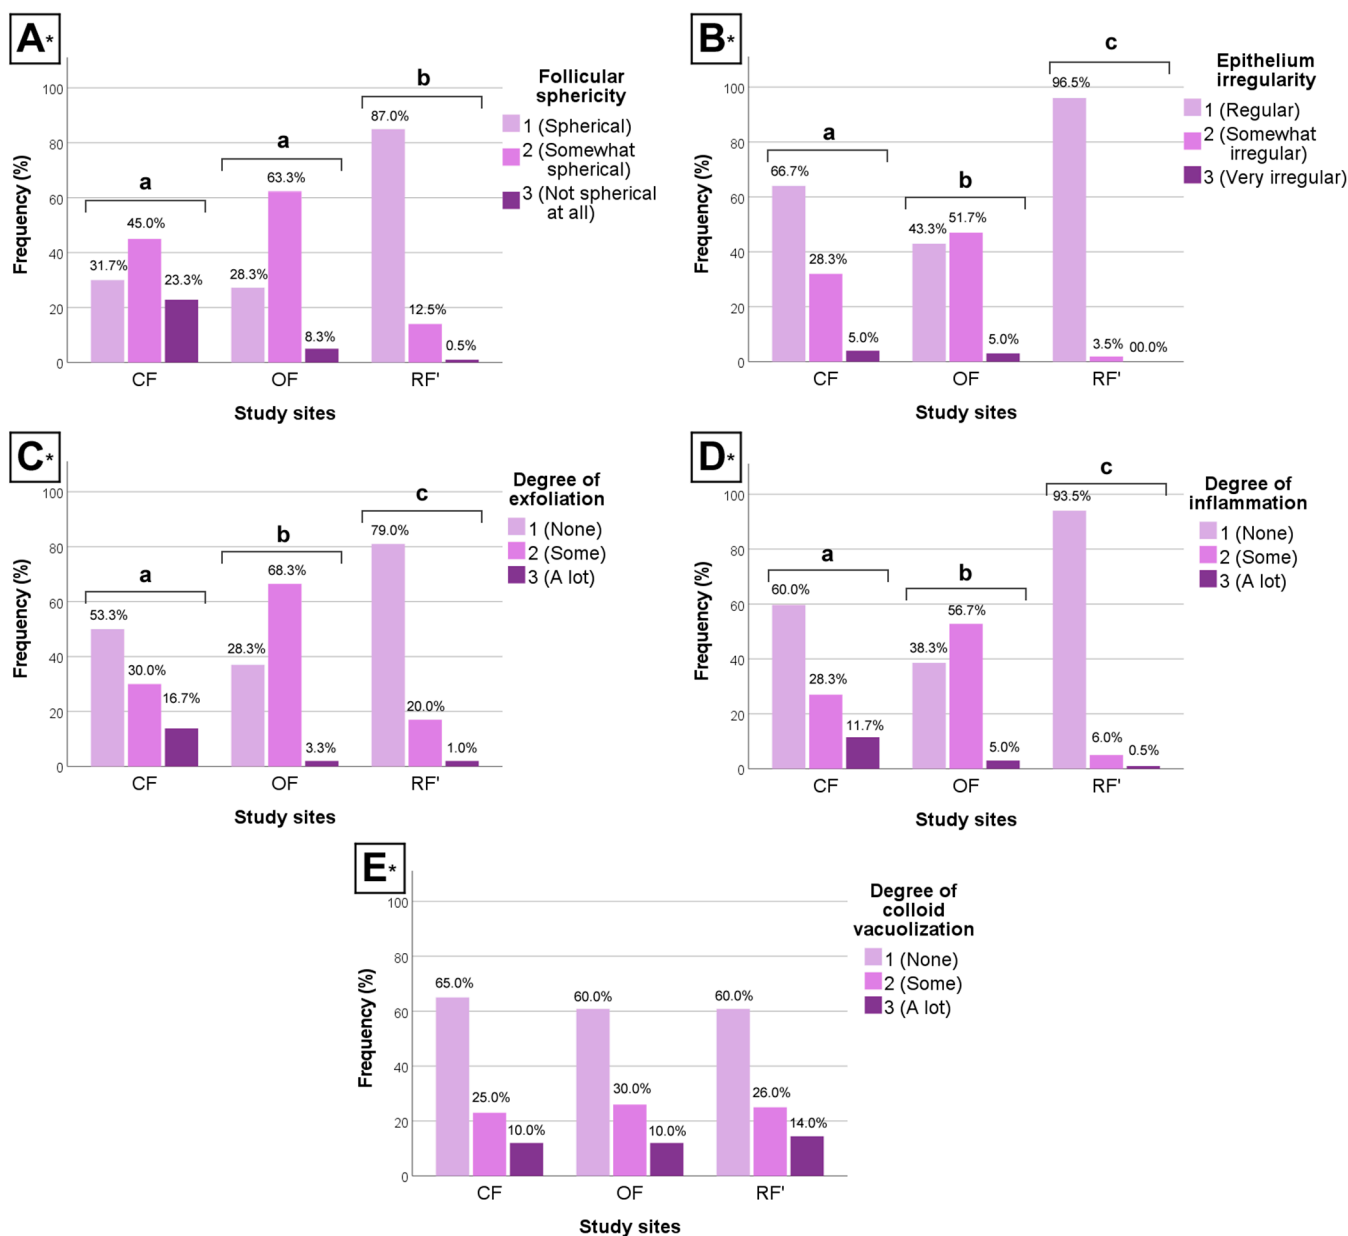 A*
b
Follicular
sphericity
1 (Spherical)
2 (Somewhat
spherical)
3 (Not spherical
at all)
Frequency (%)
100
80
60
40
20
0
a
a
87.0%
63.3%
45.0%
31.7%
23.3%
28.3%
8.3%
12.5%
0.5%
CF
OF
RF'
Study sites
B*
c
Epithelium
irregularity
1 (Regular)
2 (Somewhat
irregular)
3 (Very irregular)
Frequency (%)
100
80
60
40
20
0
a
b
96.5%
66.7%
28.3%
5.0%
43.3%
51.7%
5.0%
3.5%
00.0%
CF
OF
RF'
Study sites
C*
c
Degree of
exfoliation
1 (None)
2 (Some)
3 (A lot)
Frequency (%)
100
80
60
40
20
0
a
b
79.0%
53.3%
30.0%
16.7%
28.3%
68.3%
3.3%
20.0%
1.0%
CF
OF
RF'
Study sites
D*
c
Degree of
inflammation
1 (None)
2 (Some)
3 (A lot)
Frequency (%)
100
80
60
40
20
0
a
b
93.5%
60.0%
28.3%
11.7%
38.3%
56.7%
5.0%
6.0%
0.5%
CF
OF
RF'
Study sites
E*
Degree of
colloid
vacuolization
1 (None)
2 (Some)
3 (A lot)
Frequency (%)
100
80
60
40
20
0
65.0%
25.0%
10.0%
60.0%
30.0%
10.0%
60.0%
26.0%
14.0%
CF
OF
RF'
Study sites